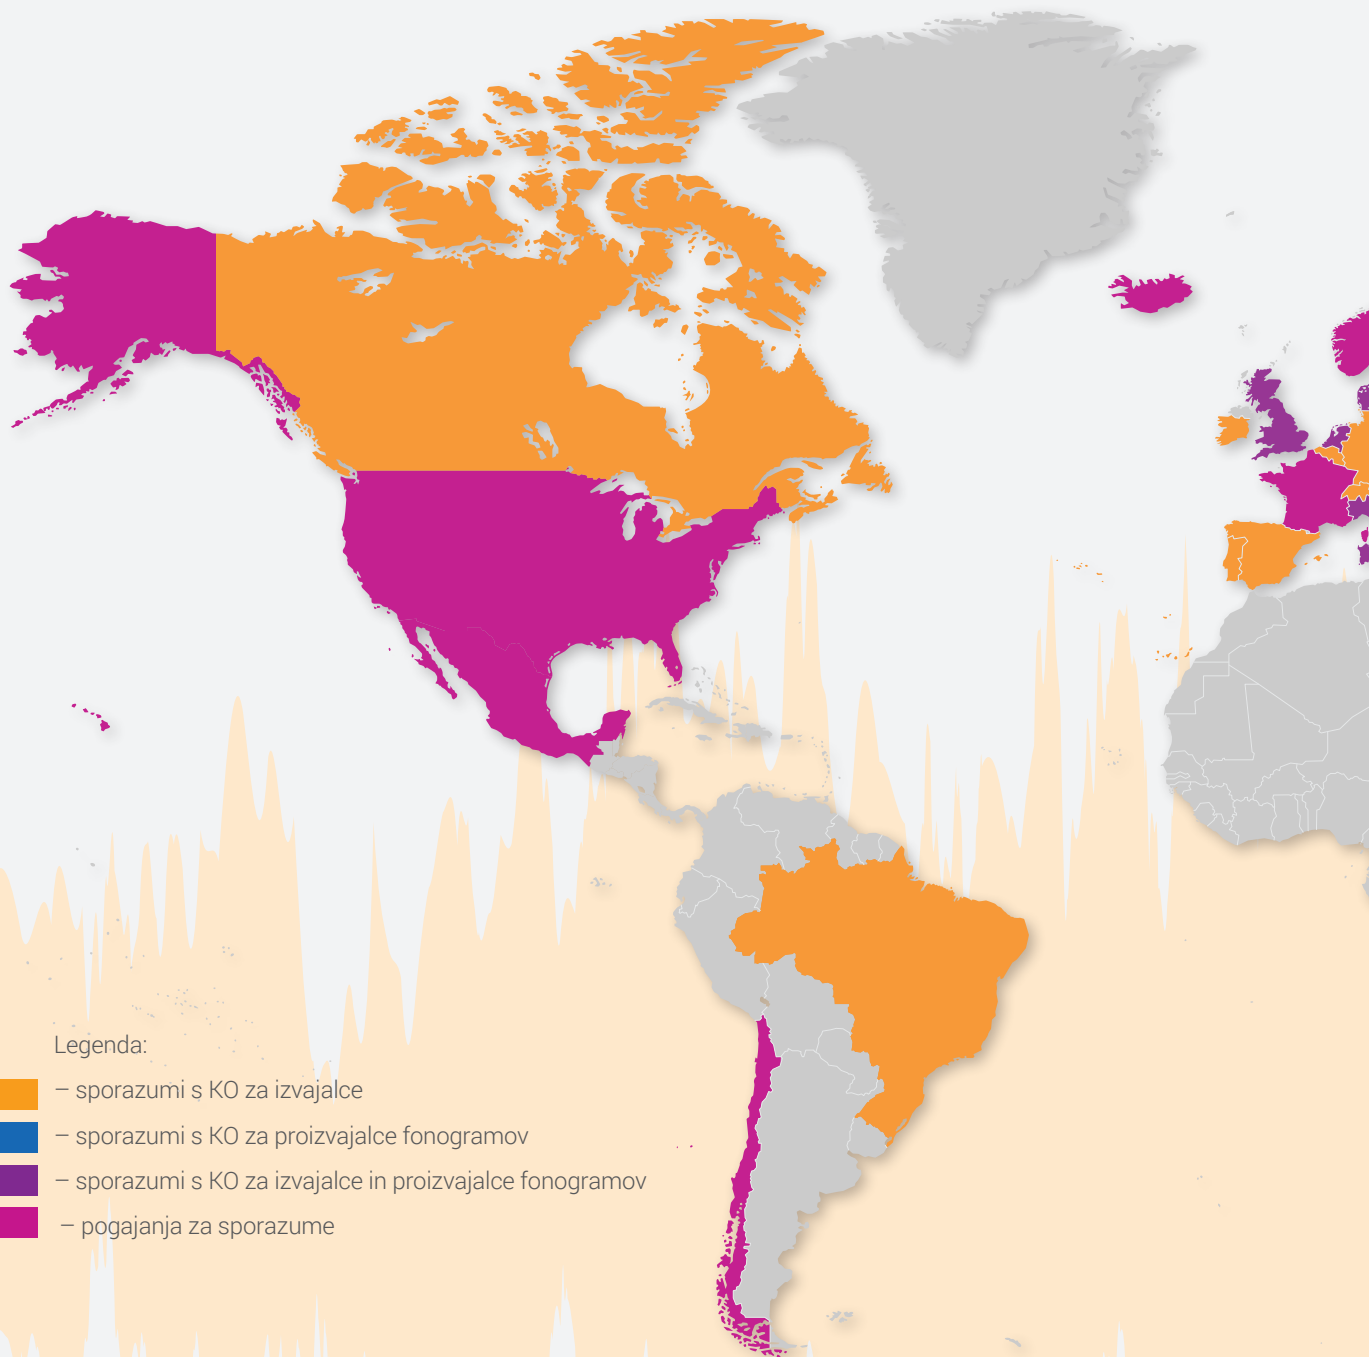 Legenda:
– sporazumi s KO za izvajalce
– sporazumi s KO za proizvajalce fonogramov
– sporazumi s KO za izvajalce in proizvajalce fonogramov
– pogajanja za sporazume